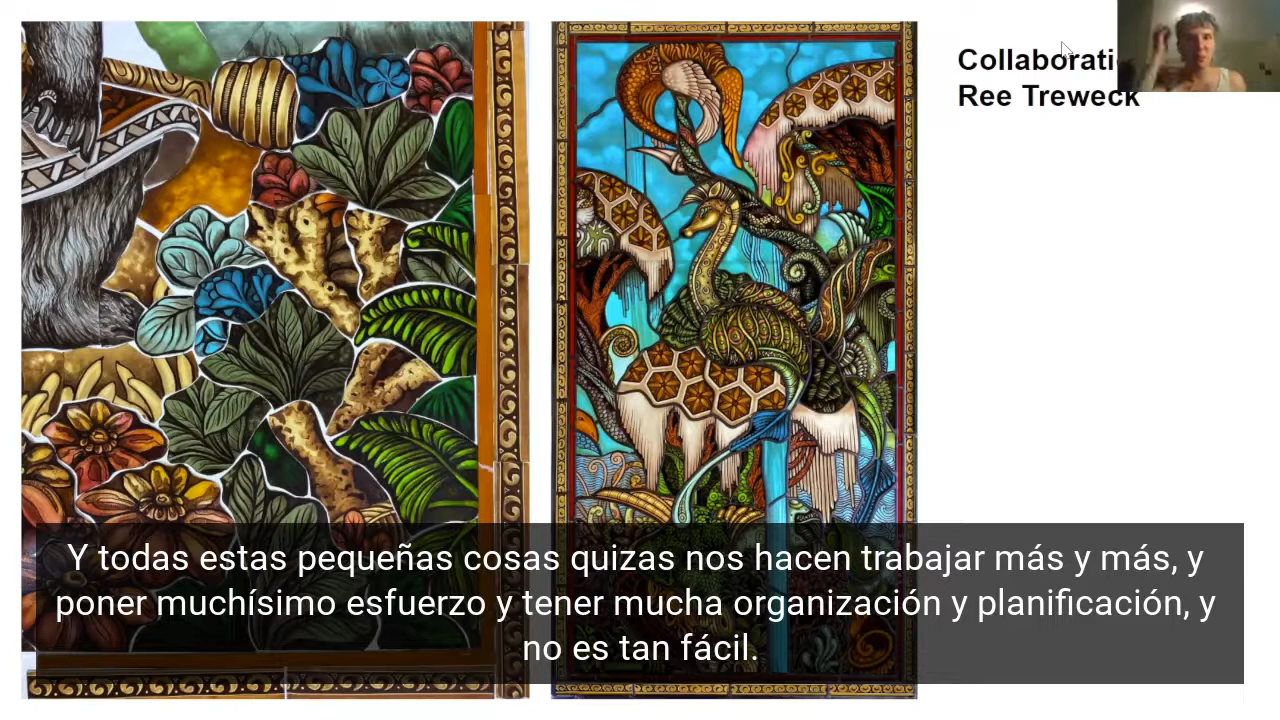 Collaborati
Ree Treweck
Y todas estas pequeñas cosas quizas nos hacen trabajar más y más, y
poner muchísimo esfuerzo y tener mucha organización y planificación, y
no es tan fácil.